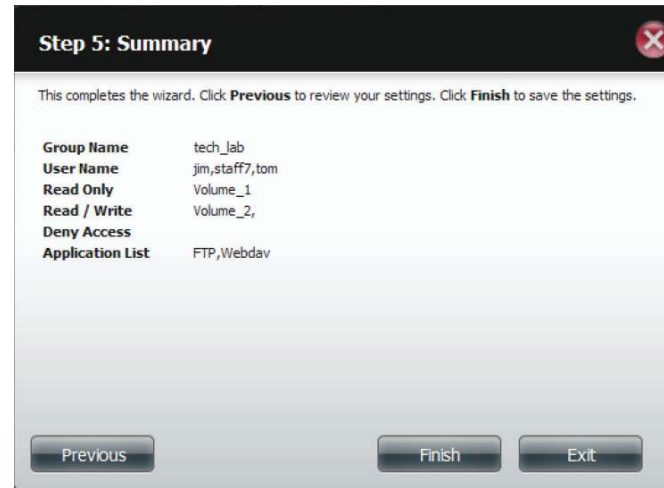 Step 5: Summary
This completes the wizard. Click Previous to review your settings. Click Finish to save the settings.
Group Name tech_lab
User Name jim,staff7,tom
Read Only Volume_1
Read / Write Volume_2,
Deny Access
Application List FTP,Webdav
Previous Finish Exit